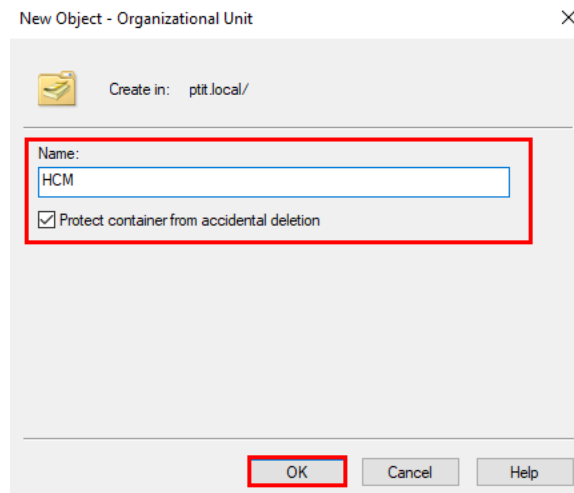 New Object - Organizational Unit
Create in: ptit.local/
Name:
HCM
Protect container from accidental deletion
OK Cancel Help